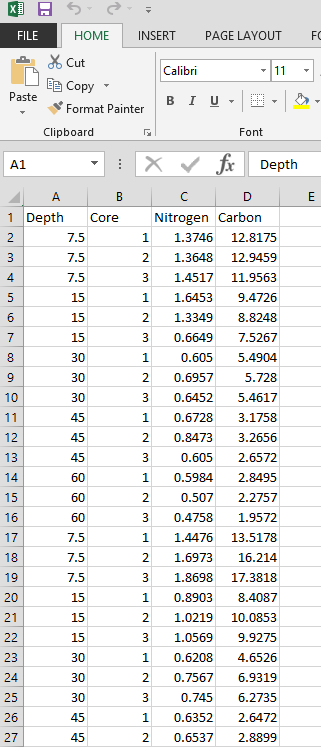 FILE HOME INSERT PAGE LAYOUT FO
Cut
Calibri 11
Copy
Paste
Format Painter
B I U A
Clipboard Font
A1 fx Depth
A B C D E
1 Depth Core Nitrogen Carbon
2 7.5 1 1.3746 12.8175
3 7.5 2 1.3648 12.9459
4 7.5 3 1.4517 11.9563
5 15 1 1.6453 9.4726
6 15 2 1.3349 8.8248
7 15 3 0.6649 7.5267
8 30 1 0.605 5.4904
9 30 2 0.6957 5.728
10 30 3 0.6452 5.4617
11 45 1 0.6728 3.1758
12 45 2 0.8473 3.2656
13 45 3 0.605 2.6572
14 60 1 0.5984 2.8495
15 60 2 0.507 2.2757
16 60 3 0.4758 1.9572
17 7.5 1 1.4476 13.5178
18 7.5 2 1.6973 16.214
19 7.5 3 1.8698 17.3818
20 15 1 0.8903 8.4087
21 15 2 1.0219 10.0853
22 15 3 1.0569 9.9275
23 30 1 0.6208 4.6526
24 30 2 0.7567 6.9319
25 30 3 0.745 6.2735
26 45 1 0.6352 2.6472
27 45 2 0.6537 2.8899